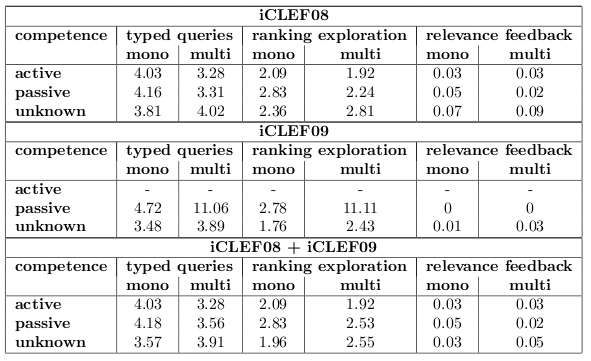 iCLEF08
competence typed queries ranking exploration relevance feedback
mono multi mono multi mono multi
active 4.03 3.28 2.09 1.92 0.03 0.03
passive 4.16 3.31 2.83 2.24 0.05 0.02
unknown 3.81 4.02 2.36 2.81 0.07 0.09
iCLEF09
competence typed queries ranking exploration relevance feedback
mono multi mono multi mono multi
active - - - - - -
passive 4.72 11.06 2.78 11.11 0 0
unknown 3.48 3.89 1.76 2.43 0.01 0.03
iCLEF08 + iCLEF09
competence typed queries ranking exploration relevance feedback
mono multi mono multi mono multi
active 4.03 3.28 2.09 1.92 0.03 0.03
passive 4.18 3.56 2.83 2.53 0.05 0.02
unknown 3.57 3.91 1.96 2.55 0.03 0.05